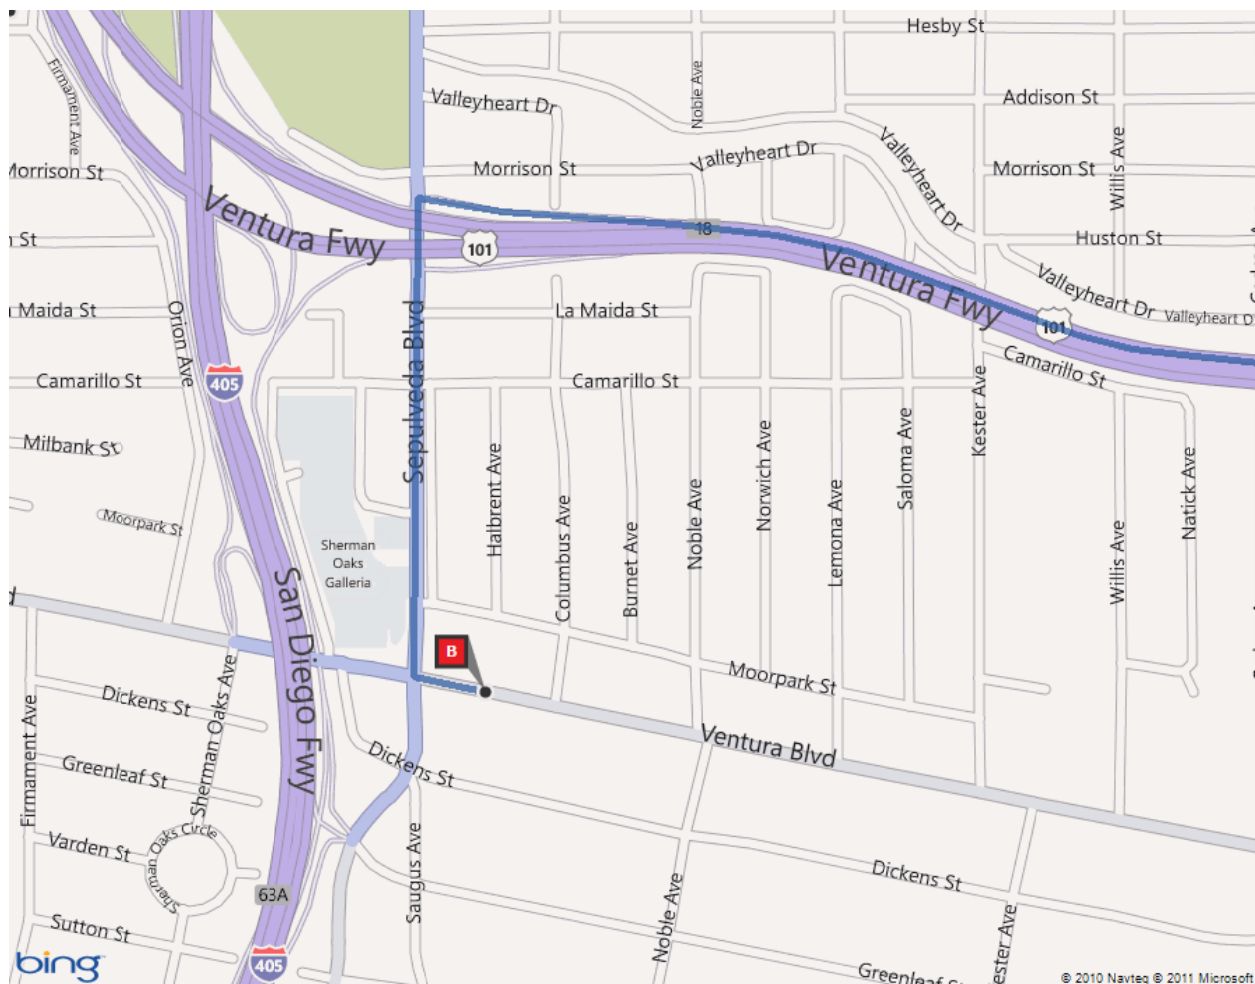 Hesby St
Firmament Ave
Valleyheart Dr
Noble Ave
Addison St
Valleyheart Dr
Willis Ave
Valleyheart Dr
Morrison St
Morrison St
Morrison St
Ventura Fwy
18
101
Huston St
n St
Ventura Fwy
Valleyheart Dr
Valleyheart D
101
Maida St
Orion Ave
La Maida St
Sepulveda Blvd
405
Camarillo St
Camarillo St
Camarillo St
Kester Ave
Milbank St
Halbrent Ave
Columbus Ave
Burnet Ave
Noble Ave
Norwich Ave
Lemona Ave
Saloma Ave
Willis Ave
Natick Ave
Moorpark St
Sherman
Oaks
Galleria
San Diego Fwy
d
B
Moorpark St
Firmament Ave
Dickens St
Sherman Oaks Ave
Ventura Blvd
Dickens St
Greenleaf St
Sherman Oaks Circle
Varden St
Saugus Ave
Dickens St
63A
Noble Ave
ester Ave
Sutton St
bing
405
Greenleaf St
© 2010 Navteq © 2011 Microsoft